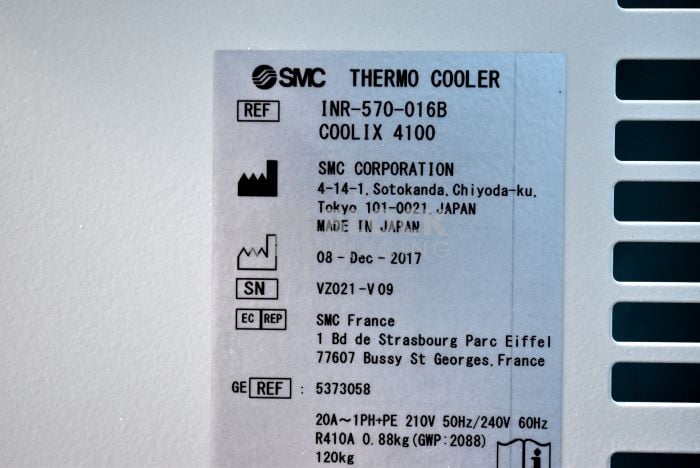 SMC THERMO COOLER
REF INR-570-016B
COOLIX 4100
SMC CORPORATION
4-14-1, Sotokanda, Chiyoda-ku,
Tokyo 101-0021, JAPAN
MADE IN JAPAN
08-Dec-2017
SN VZ021-V09
EC REP SMC France
1 Bd de Strasbourg Parc Eiffel
77607 Bussy St Georges, France
GE REF : 5373058
20A~1PH+PE 210V 50Hz/240V 60Hz
R410A 0.88kg(GWP:2088)
120kg